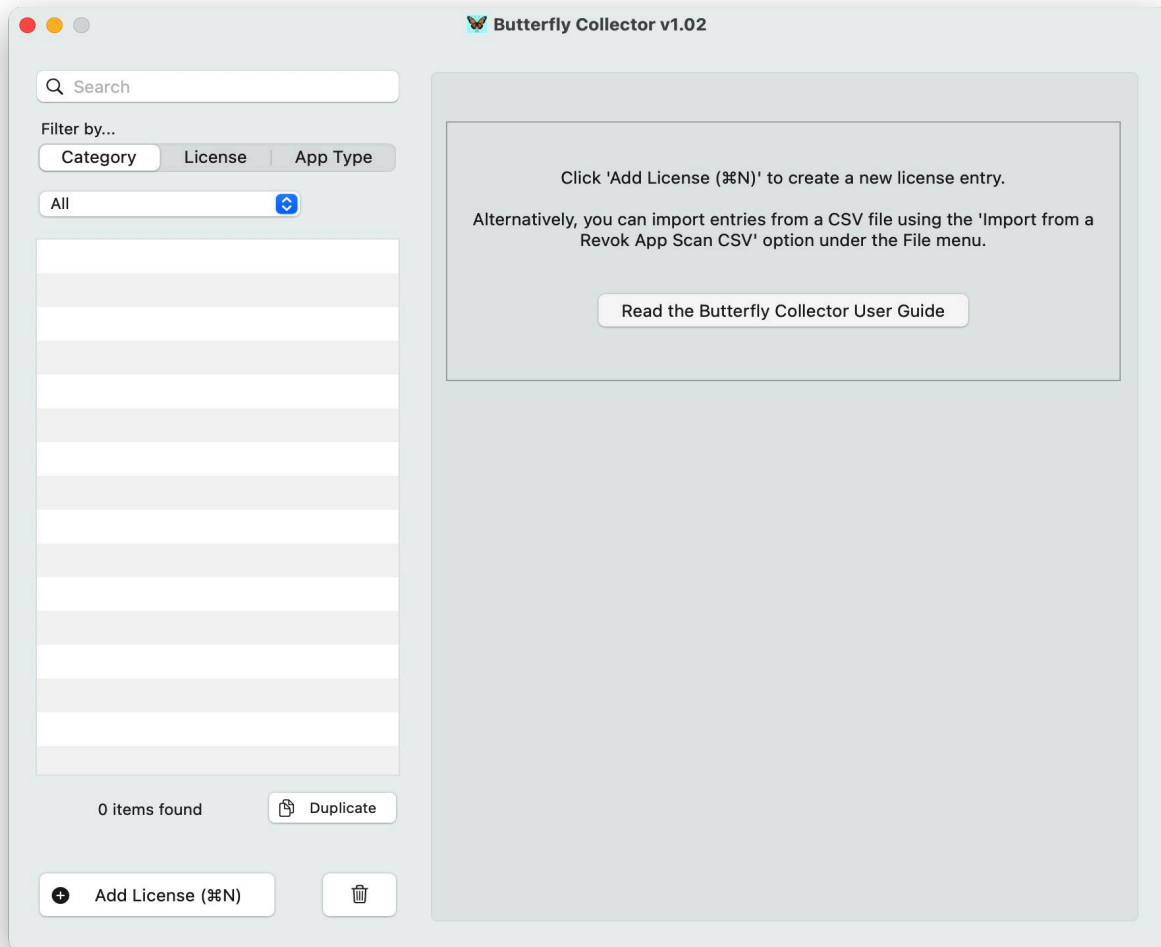 Butterfly Collector v1.02
Search
Filter by...
Category License App Type
All
0 items found
Duplicate
Add License (⌘N)
Click 'Add License (⌘N)' to create a new license entry.
Alternatively, you can import entries from a CSV file using the 'Import from a
Revok App Scan CSV' option under the File menu.
Read the Butterfly Collector User Guide